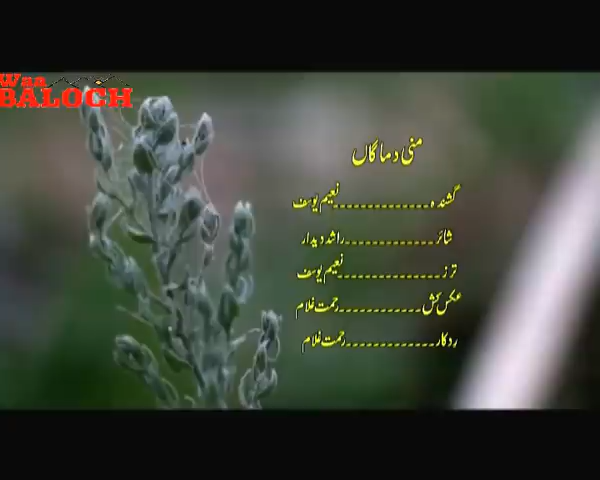 Waa
BALOCH
منی دماگاں
گشندہ.............نعیم یوسف
شائر.............راشد دیدار
ترز..............نعیم یوسف
عکس کش............رحمت غلام
ردکار.............رحمت غلام